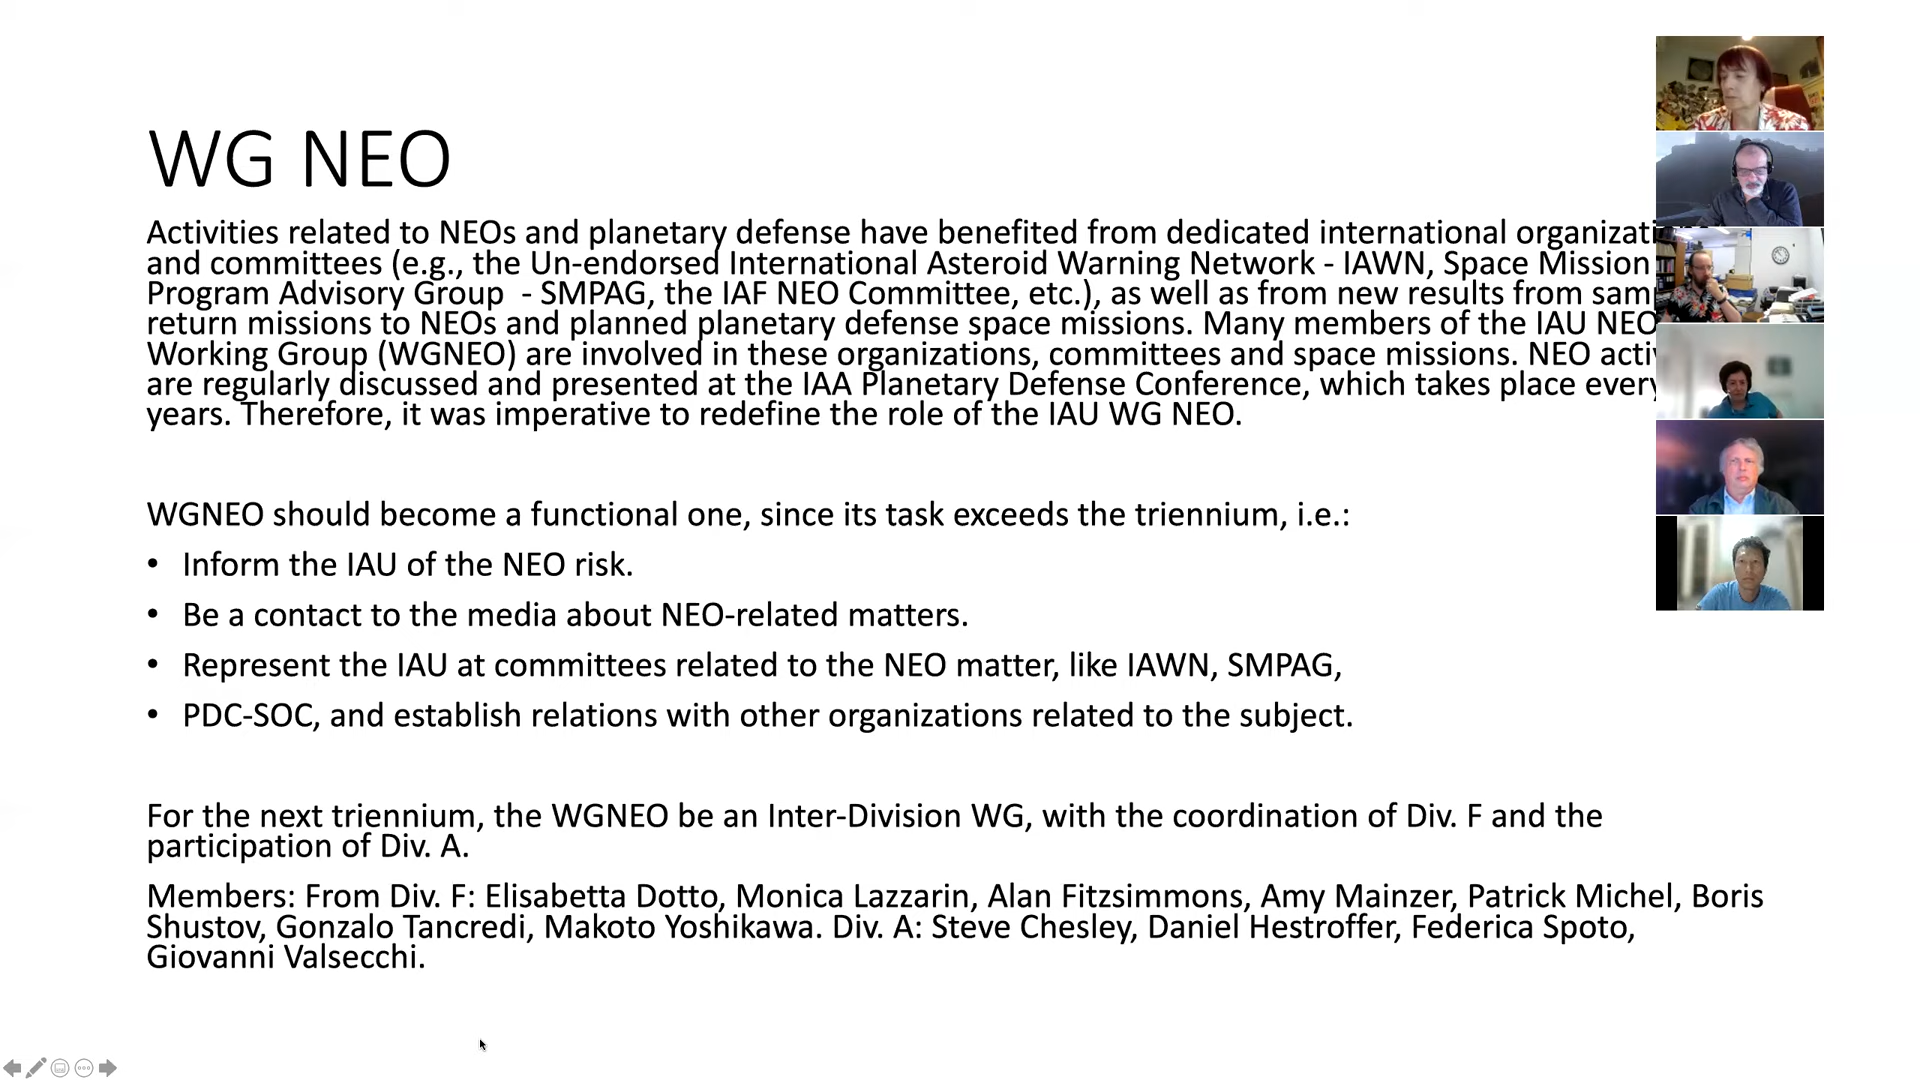 WG NEO
Activities related to NEOs and planetary defense have benefited from dedicated international
and committees (e.g., the Un-endorsed International Asteroid Warning Network - IAWN, Space Mission
Program Advisory Group - SMPAG, the IAF NEO Committee, etc.), as well as from new results from
return missions to NEOs and planned planetary defense space missions. Many members of the IAU NEO
Working Group (WGNEO) are involved in these organizations, committees and space missions. NEO
are regularly discussed and presented at the IAA Planetary Defense Conference, which takes place every
years. Therefore, it was imperative to redefine the role of the IAU WG NEO.
WGNEO should become a functional one, since its task exceeds the triennium, i.e.:
• Inform the IAU of the NEO risk.
• Be a contact to the media about NEO-related matters.
• Represent the IAU at committees related to the NEO matter, like IAWN, SMPAG,
• PDC-SOC, and establish relations with other organizations related to the subject.
For the next triennium, the WGNEO be an Inter-Division WG, with the coordination of Div. F and the
participation of Div. A.
Members: From Div. F: Elisabetta Dotto, Monica Lazzarin, Alan Fitzsimmons, Amy Mainzer, Patrick Michel, Boris
Shustov, Gonzalo Tancredi, Makoto Yoshikawa. Div. A: Steve Chesley, Daniel Hestroffer, Federica Spoto,
Giovanni Valsecchi.